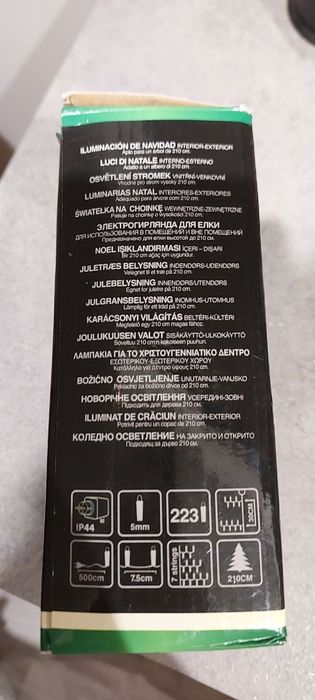 ILUMINACIÓN DE NAVIDAD INTERIOR-EXTERIOR
Apto para un árbol de 210 cm.
LUCI DI NATALE INTERNO-ESTERNO
Adatto a un albero di 210 cm.
OSVĚTLENÍ STROMEK VNITŘNÍ-VENKOVNÍ
Vhodné pro strom vysoký 210 cm.
LUMINARIAS NATAL INTERIORES-EXTERIORES
Adequado para árvore com 210 cm.
ŚWIATEŁKA NA CHOINKĘ WEWNĘTRZNE-ZEWNĘTRZNE
Pasuje na choinkę o wysokości 210 cm.
ЭЛЕКТРОГИРЛЯНДА ДЛЯ ЕЛКИ
ДЛЯ ИСПОЛЬЗОВАНИЯ В ПОМЕЩЕНИИ И ВНЕ ПОМЕЩЕНИЙ
Предназначено для елки высотой до 210 см.
NOEL IŞIKLANDIRMASI İÇERI - DIŞARI
Bir 210 cm ağaç için uygundur.
JULETRÆS BELYSNING INDENDØRS-UDENDØRS
Velegnet til et træ på 210 cm.
JULEBELYSNING INNENDØRS/UTENDØRS
Egnet for juletre på 210 cm.
JULGRANSBELYSNING INOMHUS-UTOMHUS
Lämplig för ett träd på 210 cm.
KARÁCSONYI VILÁGÍTÁS BELTÉRI-KÜLTÉRI
Megfelelő egy 210 cm magas fához.
JOULUKUUSEN VALOT SISÄKÄYTTÖ-ULKOKÄYTTÖ
Soveltuu 210 cm:n kokoiseen puuhun.
ΛΑΜΠΑΚΙΑ ΓΙΑ ΤΟ ΧΡΙΣΤΟΥΓΕΝΝΙΑΤΙΚΟ ΔΕΝΤΡΟ
ΕΣΩΤΕΡΙΚΟΥ-ΕΞΩΤΕΡΙΚΟΥ ΧΩΡΟΥ
Κατάλληλο για δέντρο ύψους 210 cm.
BOŽIĆNO OSVJETLJENJE UNUTARNJE-VANJSKO
Prikladno za božićno drvce od 210 cm.
НОВОРІЧНЕ ОСВІТЛЕННЯ УСЕРЕДИНІ-ЗОВНІ
Підходить для дерева 210 см.
ILUMINAT DE CRĂCIUN INTERIOR-EXTERIOR
Potrivit pentru un copac de 210 cm.
КОЛЕДНО ОСВЕТЛЕНИЕ НА ЗАКРИТО И ОТКРИТО
Подходящ за дърво 210 см.
IP44
5mm
223
30CM
500cm
7.5cm
7 strings
210CM